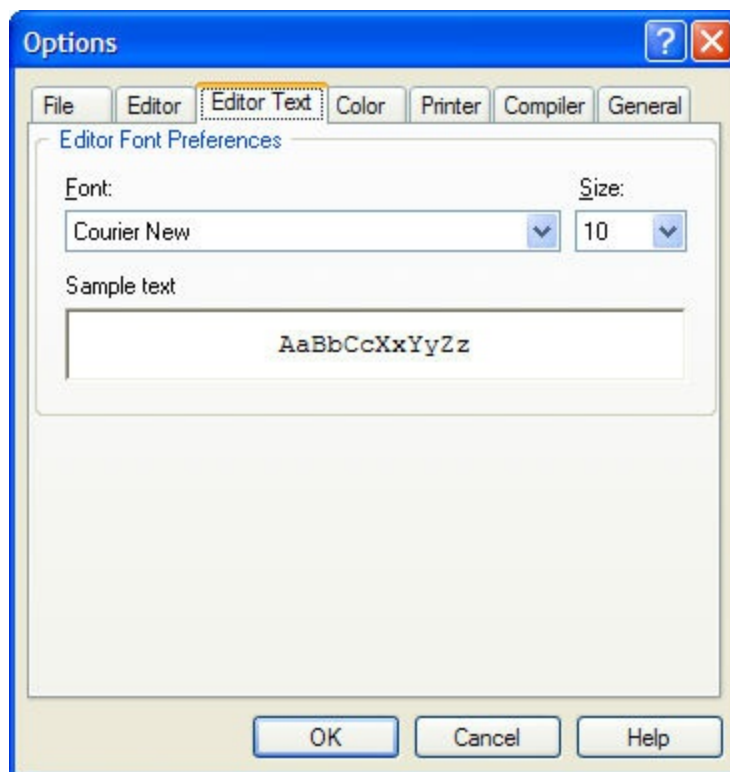 Options
File Editor Editor Text Color Printer Compiler General
Editor Font Preferences
Font: Size:
Courier New 10
Sample text
AaBbCcXxYyZz
OK Cancel Help